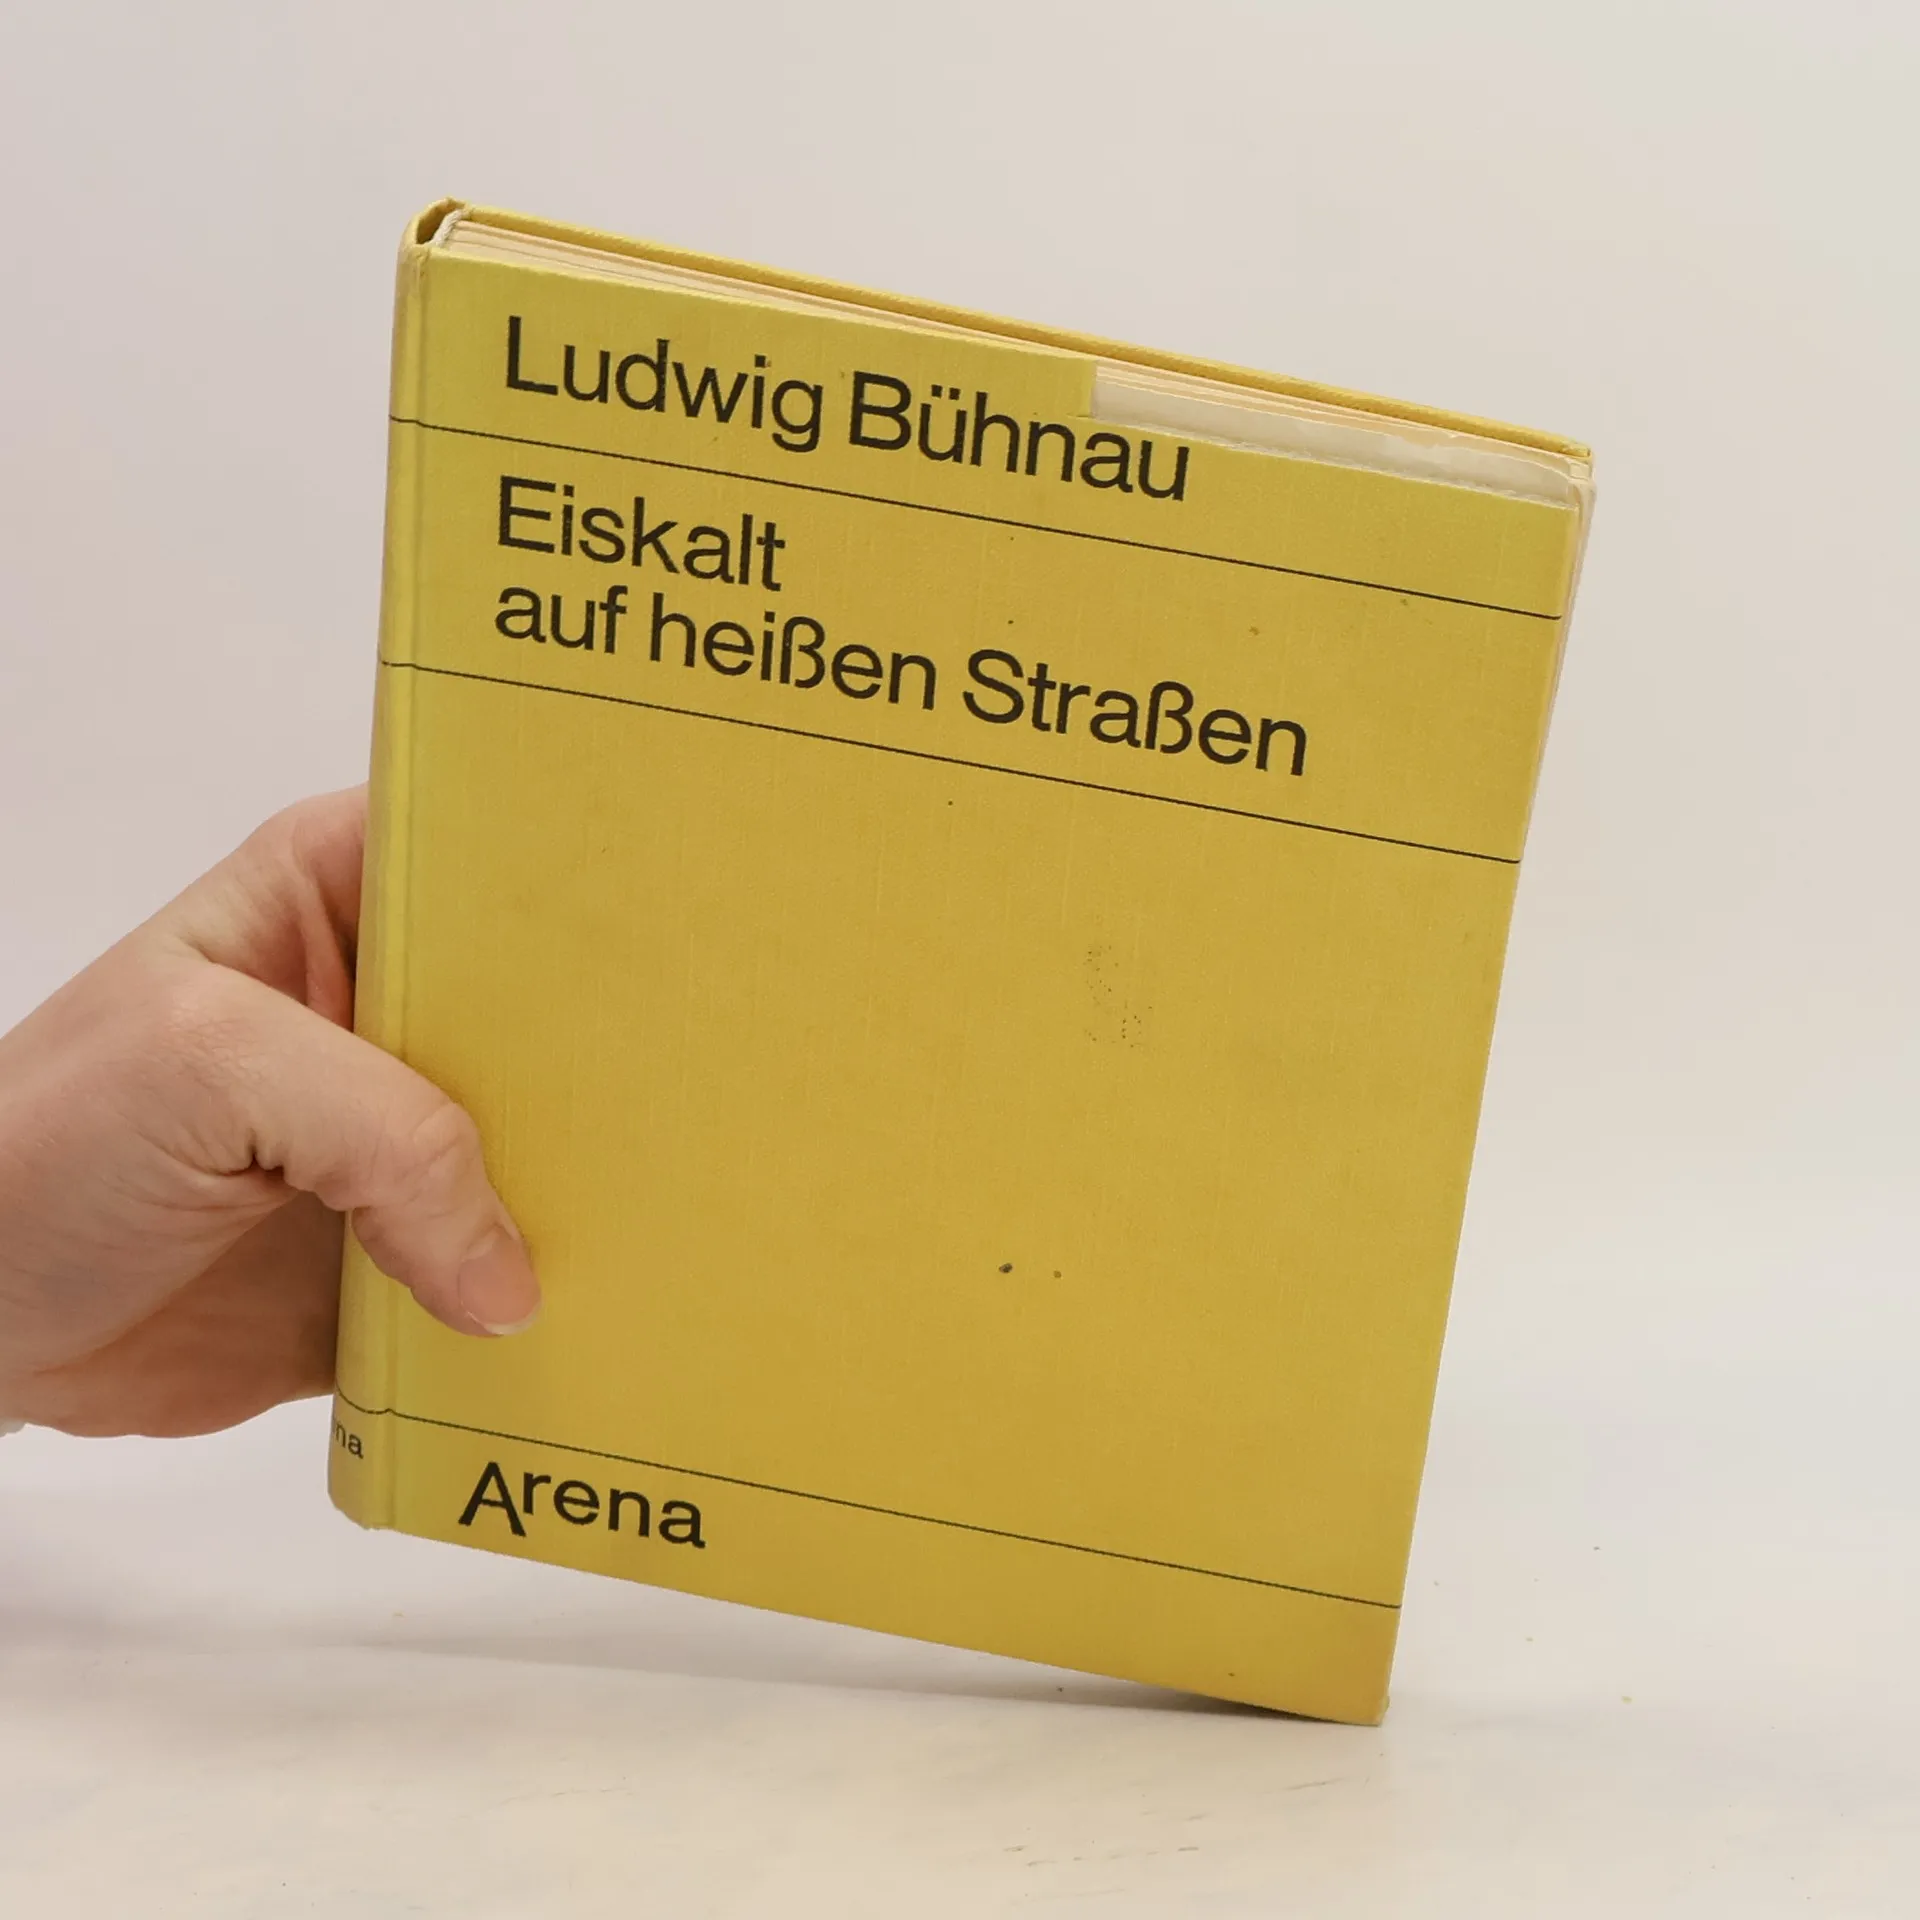 Ludwig Bühnau
Eiskalt
auf heißen Straßen
Arena